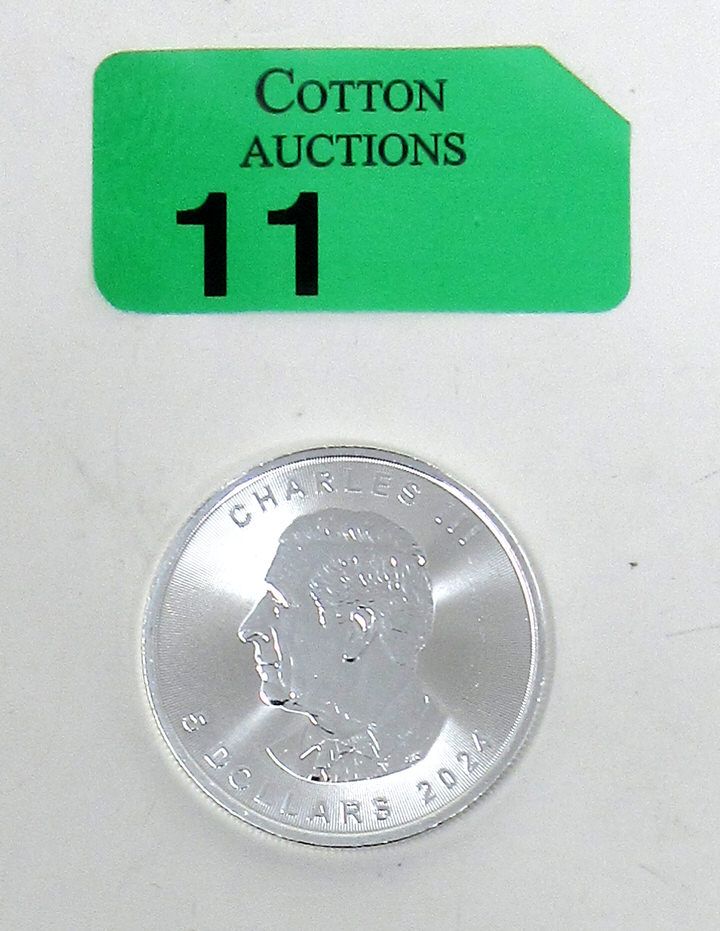 COTTON
AUCTIONS
11
CHARLES III
5 DOLLARS 2024